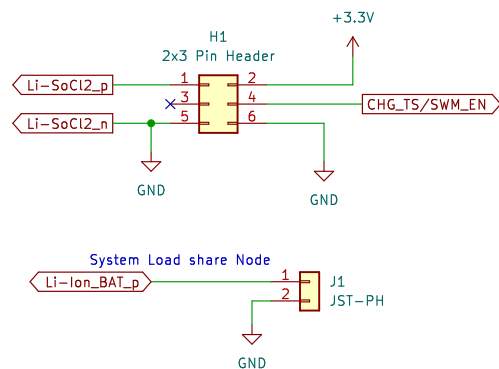 +3.3V
H1
2x3 Pin Header
Li-SoCl2_p
1
2
3
4
CHG_TS/SWM_EN
Li-SoCl2_n
5
6
GND
GND
System Load share Node
Li-Ion_BAT_p
1
J1
2
JST-PH
GND